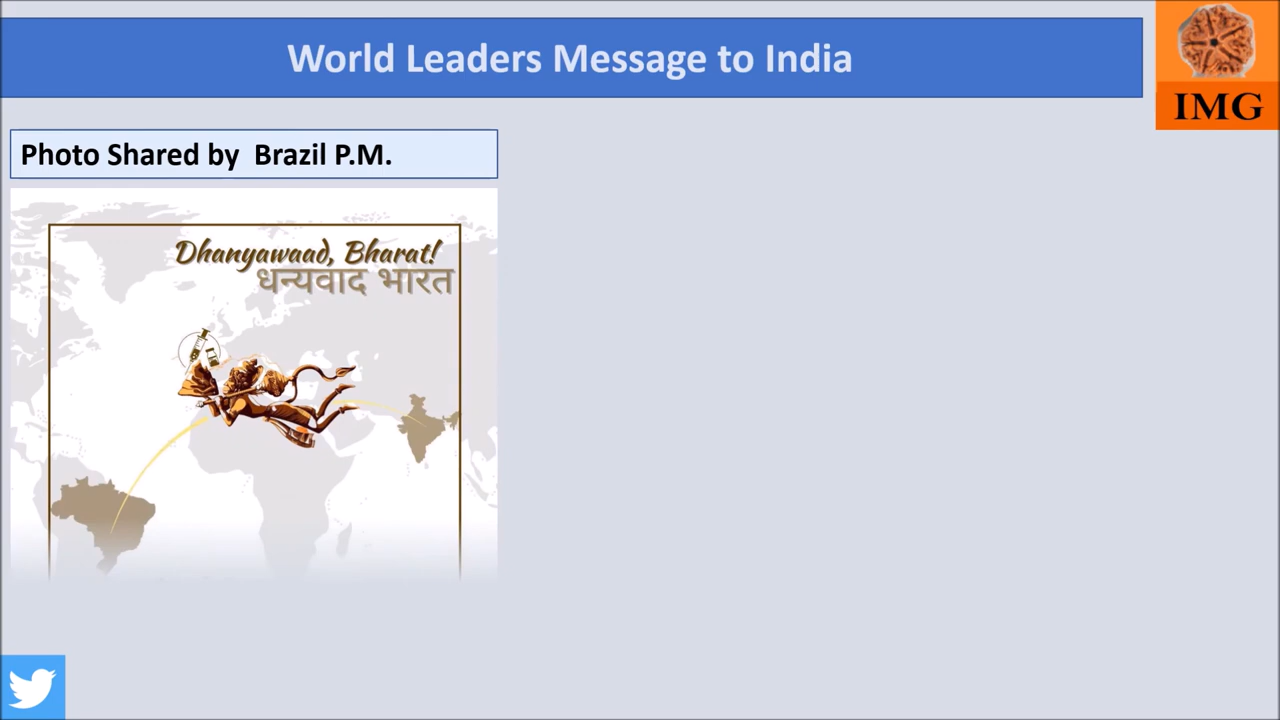 World Leaders Message to India
IMG
Photo Shared by Brazil P.M.
Dhanyawaad, Bharat!
धन्यवाद भारत